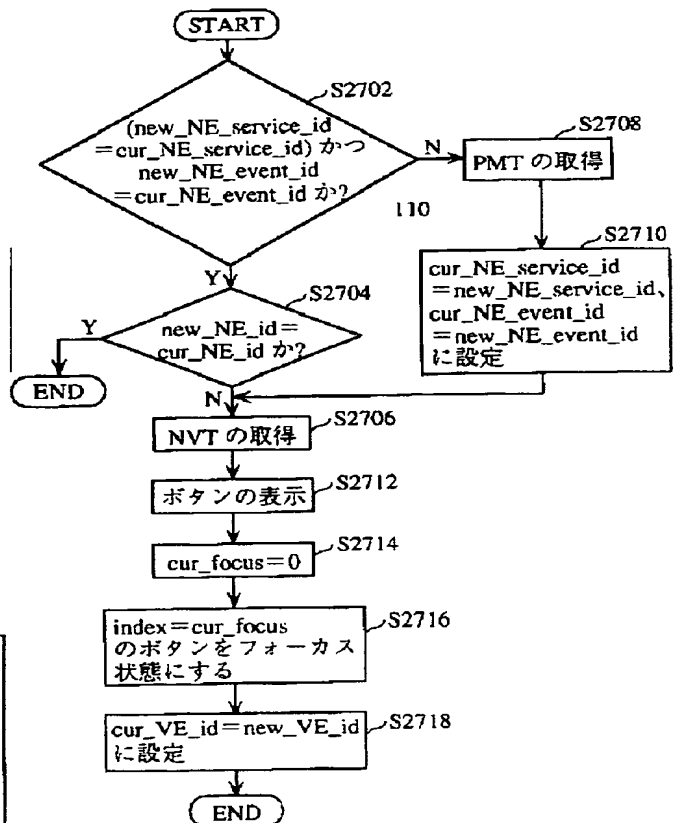 START
S2702
(new_NE_service_id
=cur_NE_service_id) かつ
new_NE_event_id
=cur_NE_event_id か?
N
S2708
PMT の取得
110
S2710
cur_NE_service_id
=new_NE_service_id、
cur_NE_event_id
=new_NE_event_id
に設定
Y
S2704
new_NE_id=
cur_NE_id か?
Y
END
N
S2706
NVT の取得
S2712
ボタンの表示
S2714
cur_focus=0
S2716
index=cur_focus
のボタンをフォーカス
状態にする
S2718
cur_VE_id=new_VE_id
に設定
END